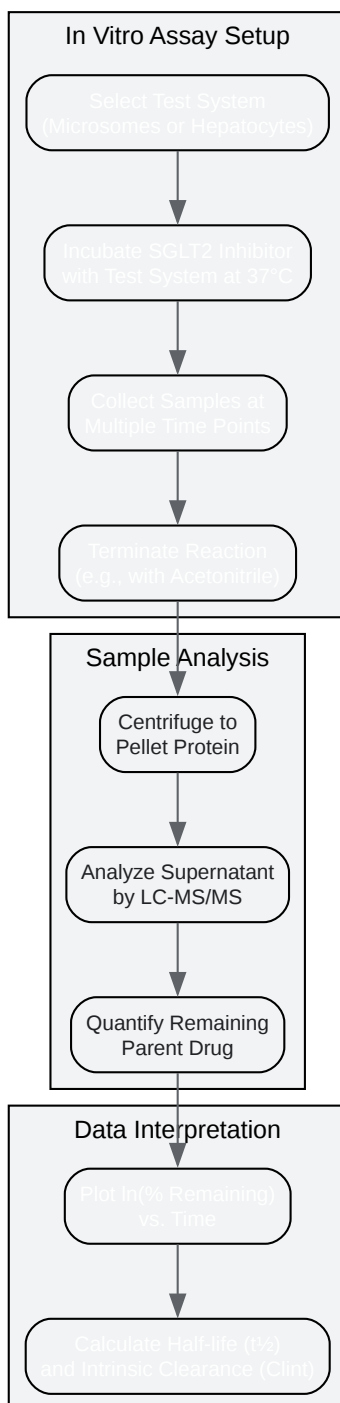 In Vitro Assay Setup
Select Test System
(Microsomes or Hepatocytes)
Incubate SGLT2 Inhibitor
with Test System at 37°C
Collect Samples at
Multiple Time Points
Terminate Reaction
(e.g., with Acetonitrile)
Sample Analysis
Centrifuge to
Pellet Protein
Analyze Supernatant
by LC-MS/MS
Quantify Remaining
Parent Drug
Data Interpretation
Plot ln(% Remaining)
vs. Time
Calculate Half-life (t½)
and Intrinsic Clearance (Clint)